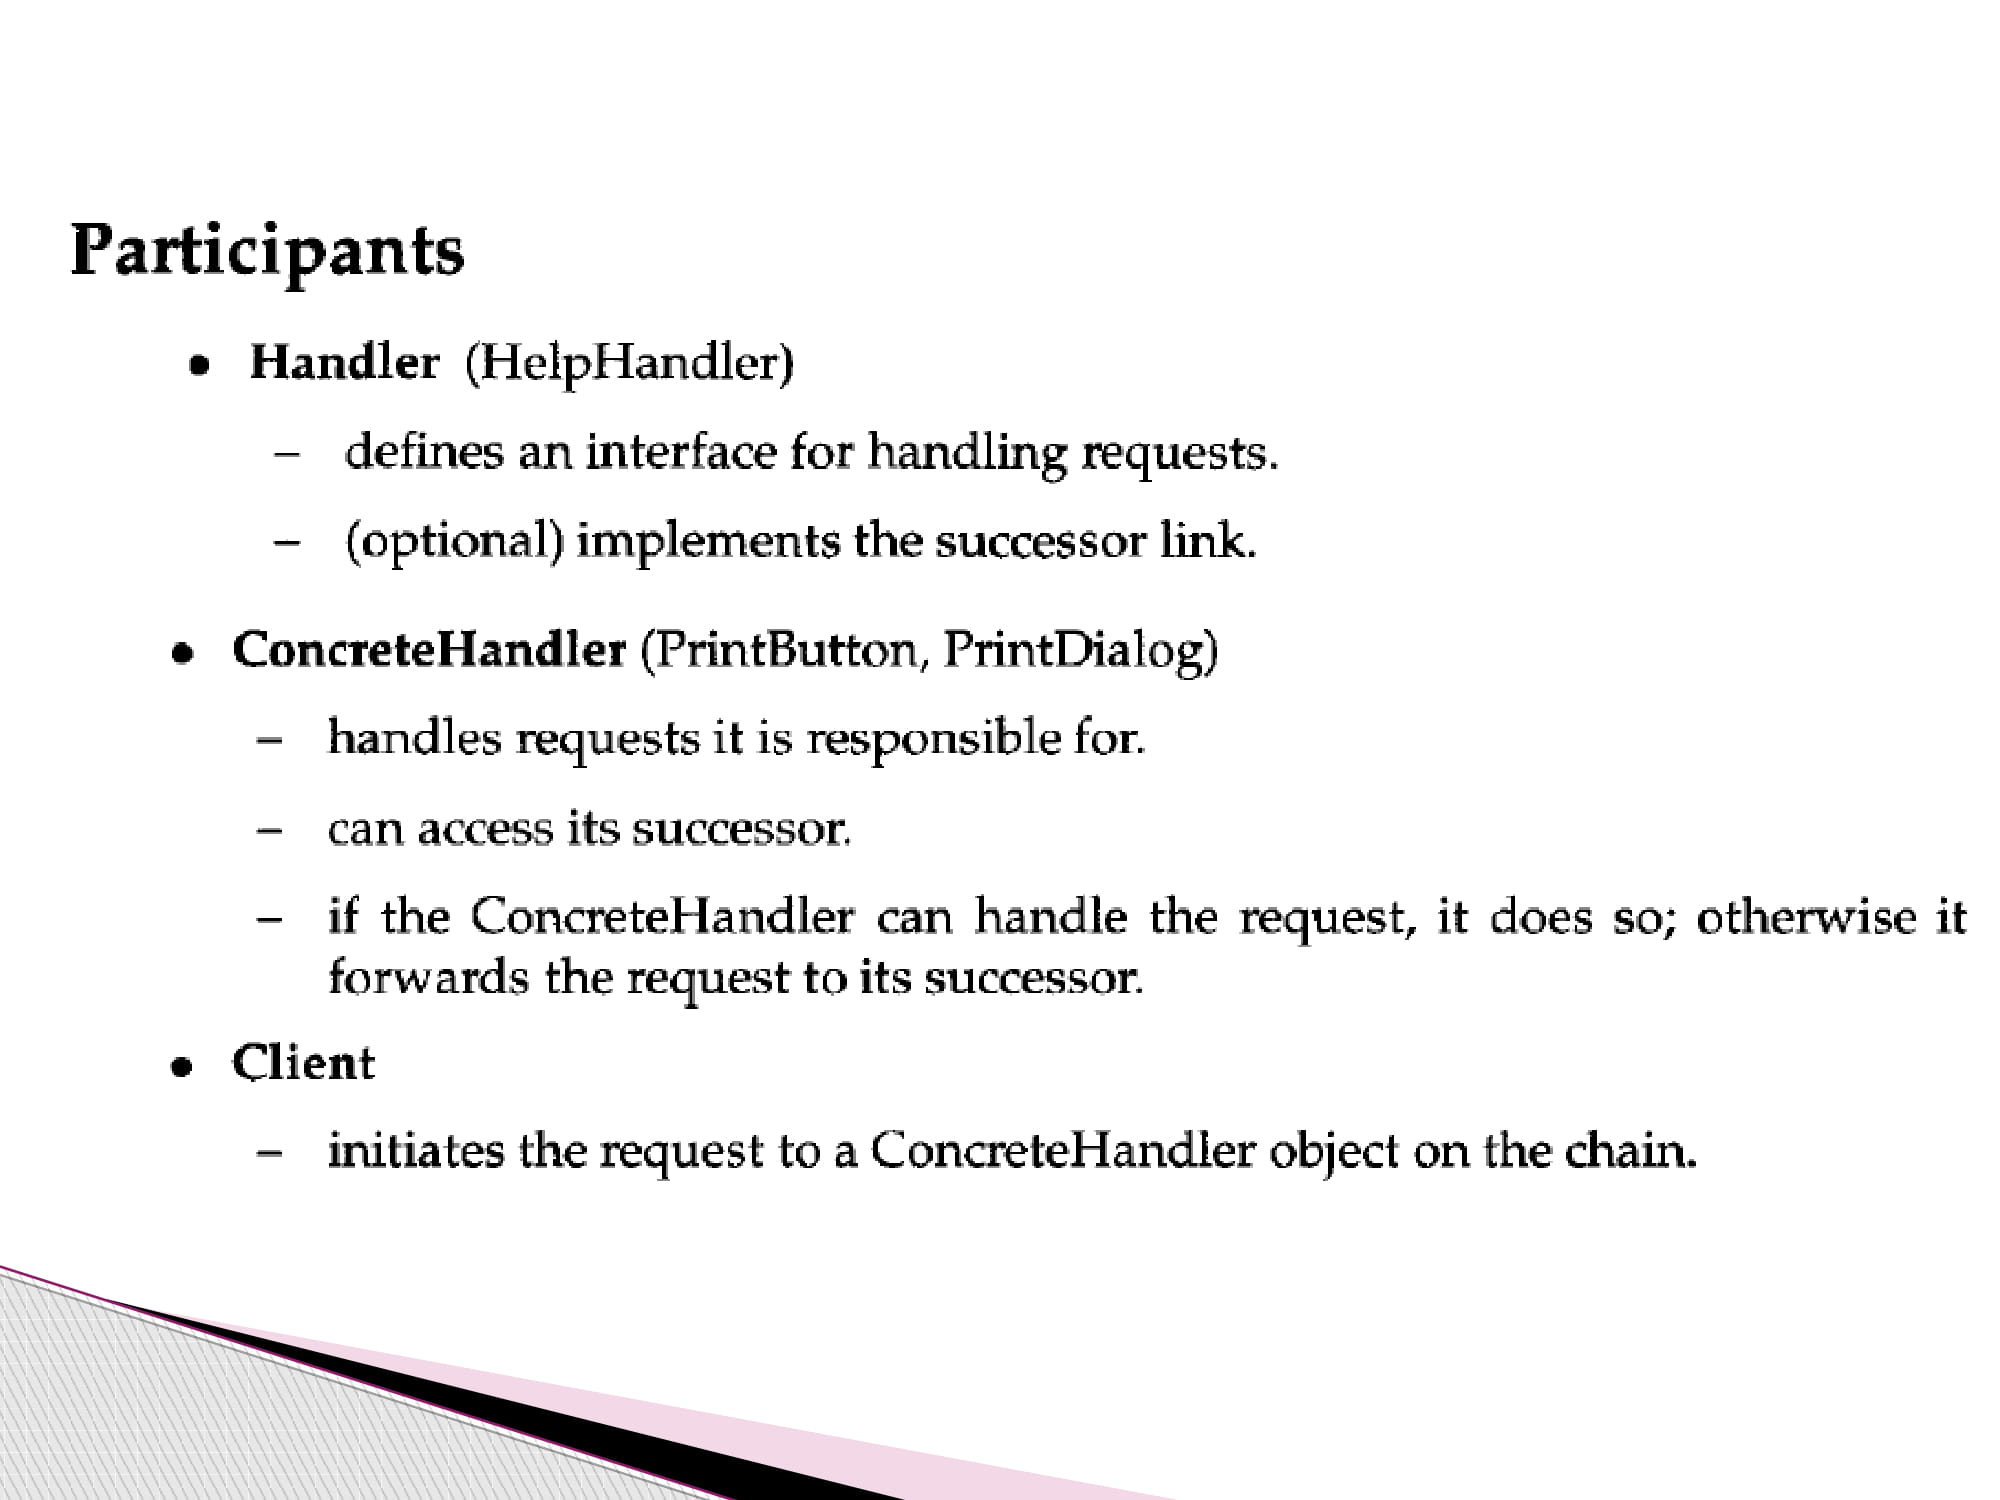 Participants
• Handler (HelpHandler)
– defines an interface for handling requests.
– (optional) implements the successor link.
• ConcreteHandler (PrintButton, PrintDialog)
– handles requests it is responsible for.
– can access its successor.
– if the ConcreteHandler can handle the request, it does so; otherwise it
forwards the request to its successor.
• Client
– initiates the request to a ConcreteHandler object on the chain.